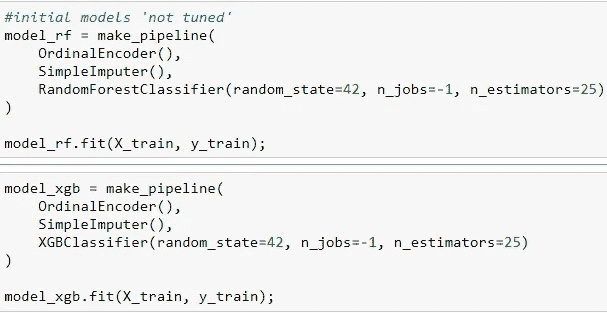 #initial models 'not tuned'
model_rf = make_pipeline(
    OrdinalEncoder(),
    SimpleImputer(),
    RandomForestClassifier(random_state=42, n_jobs=-1, n_estimators=25)
)
model_rf.fit(X_train, y_train);
model_xgb = make_pipeline(
    OrdinalEncoder(),
    SimpleImputer(),
    XGBClassifier(random_state=42, n_jobs=-1, n_estimators=25)
)
model_xgb.fit(X_train, y_train);